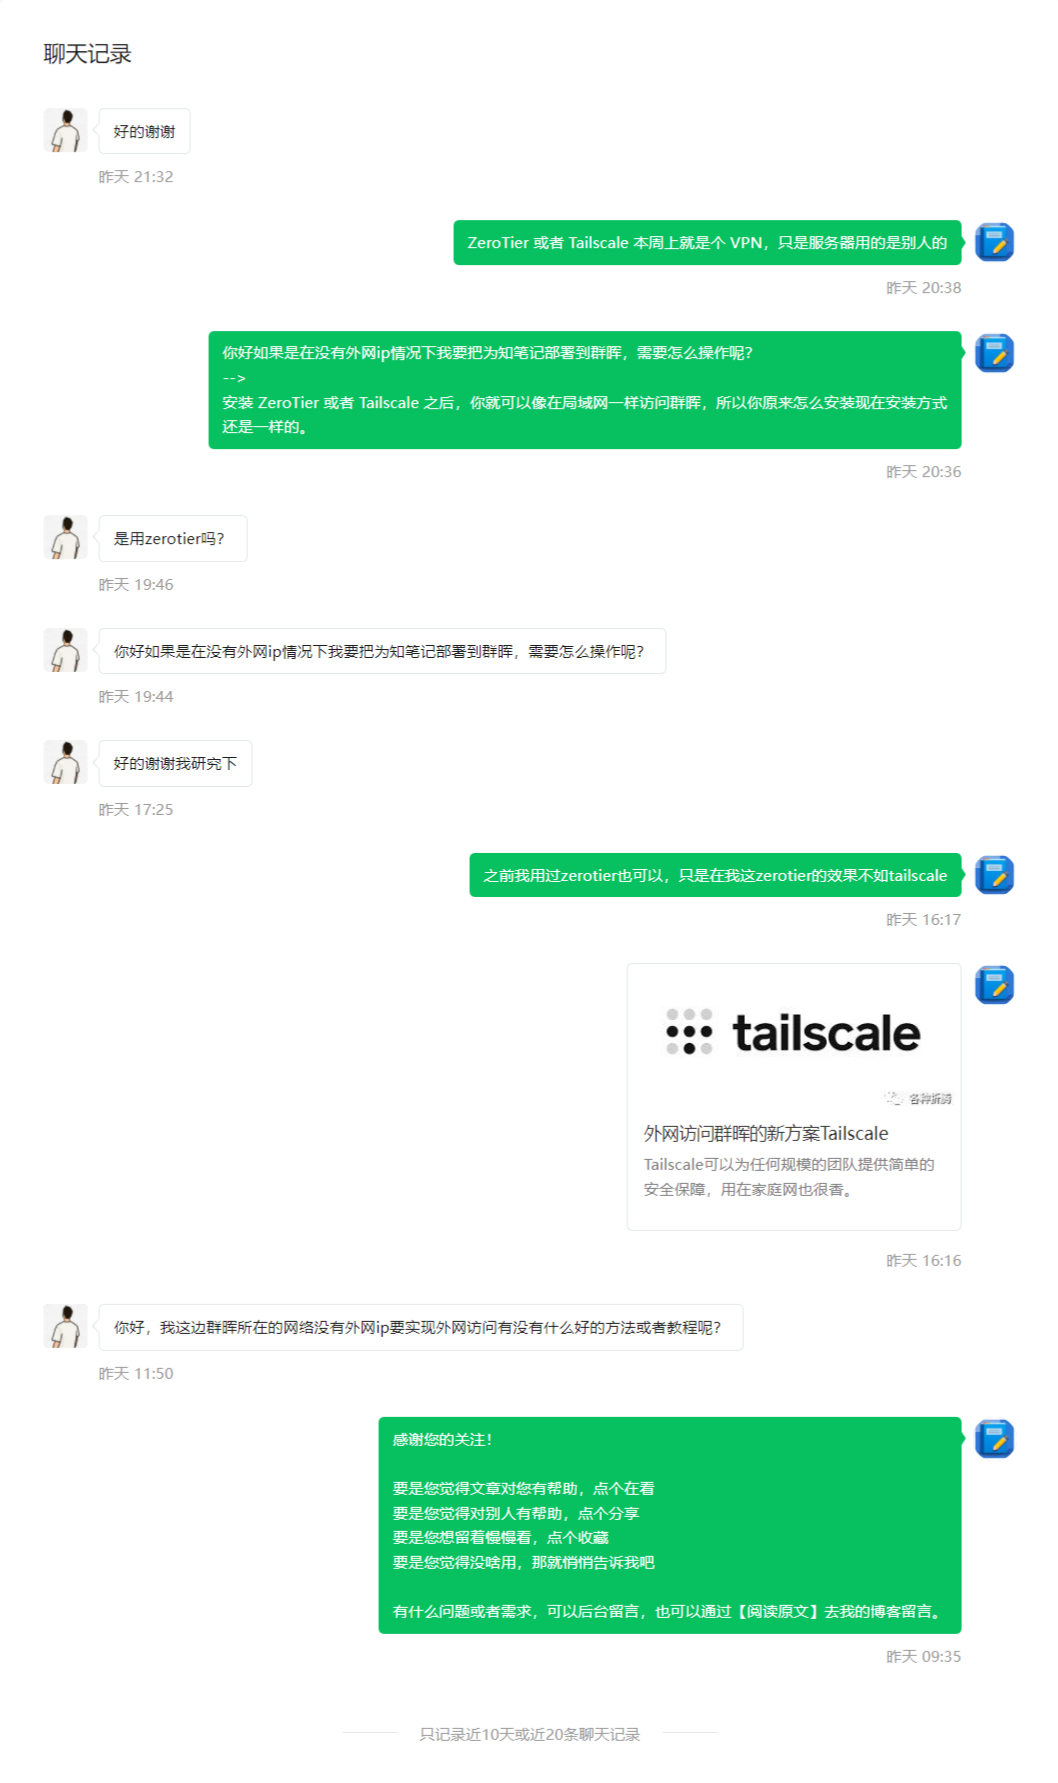 聊天记录
好的谢谢
昨天 21:32
ZeroTier 或者 Tailscale 本周上就是个 VPN，只是服务器用的是别人的
昨天 20:38
你好如果是在没有外网ip情况下我要把为知笔记部署到群晖，需要怎么操作呢？
-->
安装 ZeroTier 或者 Tailscale 之后，你就可以像在局域网一样访问群晖，所以你原来怎么安装现在安装方式
还是一样的。
昨天 20:36
是用zerotier吗？
昨天 19:46
你好如果是在没有外网ip情况下我要把为知笔记部署到群晖，需要怎么操作呢？
昨天 19:44
好的谢谢我研究下
昨天 17:25
之前我用过zerotier也可以，只是在我这zerotier的效果不如tailscale
昨天 16:17
tailscale
各种折腾
外网访问群晖的新方案Tailscale
Tailscale可以为任何规模的团队提供简单的
安全保障，用在家庭网也很香。
昨天 16:16
你好，我这边群晖所在的网络没有外网ip要实现外网访问有没有什么好的方法或者教程呢？
昨天 11:50
感谢您的关注！
要是您觉得文章对您有帮助，点个在看
要是您觉得对别人有帮助，点个分享
要是您想留着慢慢看，点个收藏
要是您觉得没啥用，那就悄悄告诉我吧
有什么问题或者需求，可以后台留言，也可以通过【阅读原文】去我的博客留言。
昨天 09:35
只记录近10天或近20条聊天记录